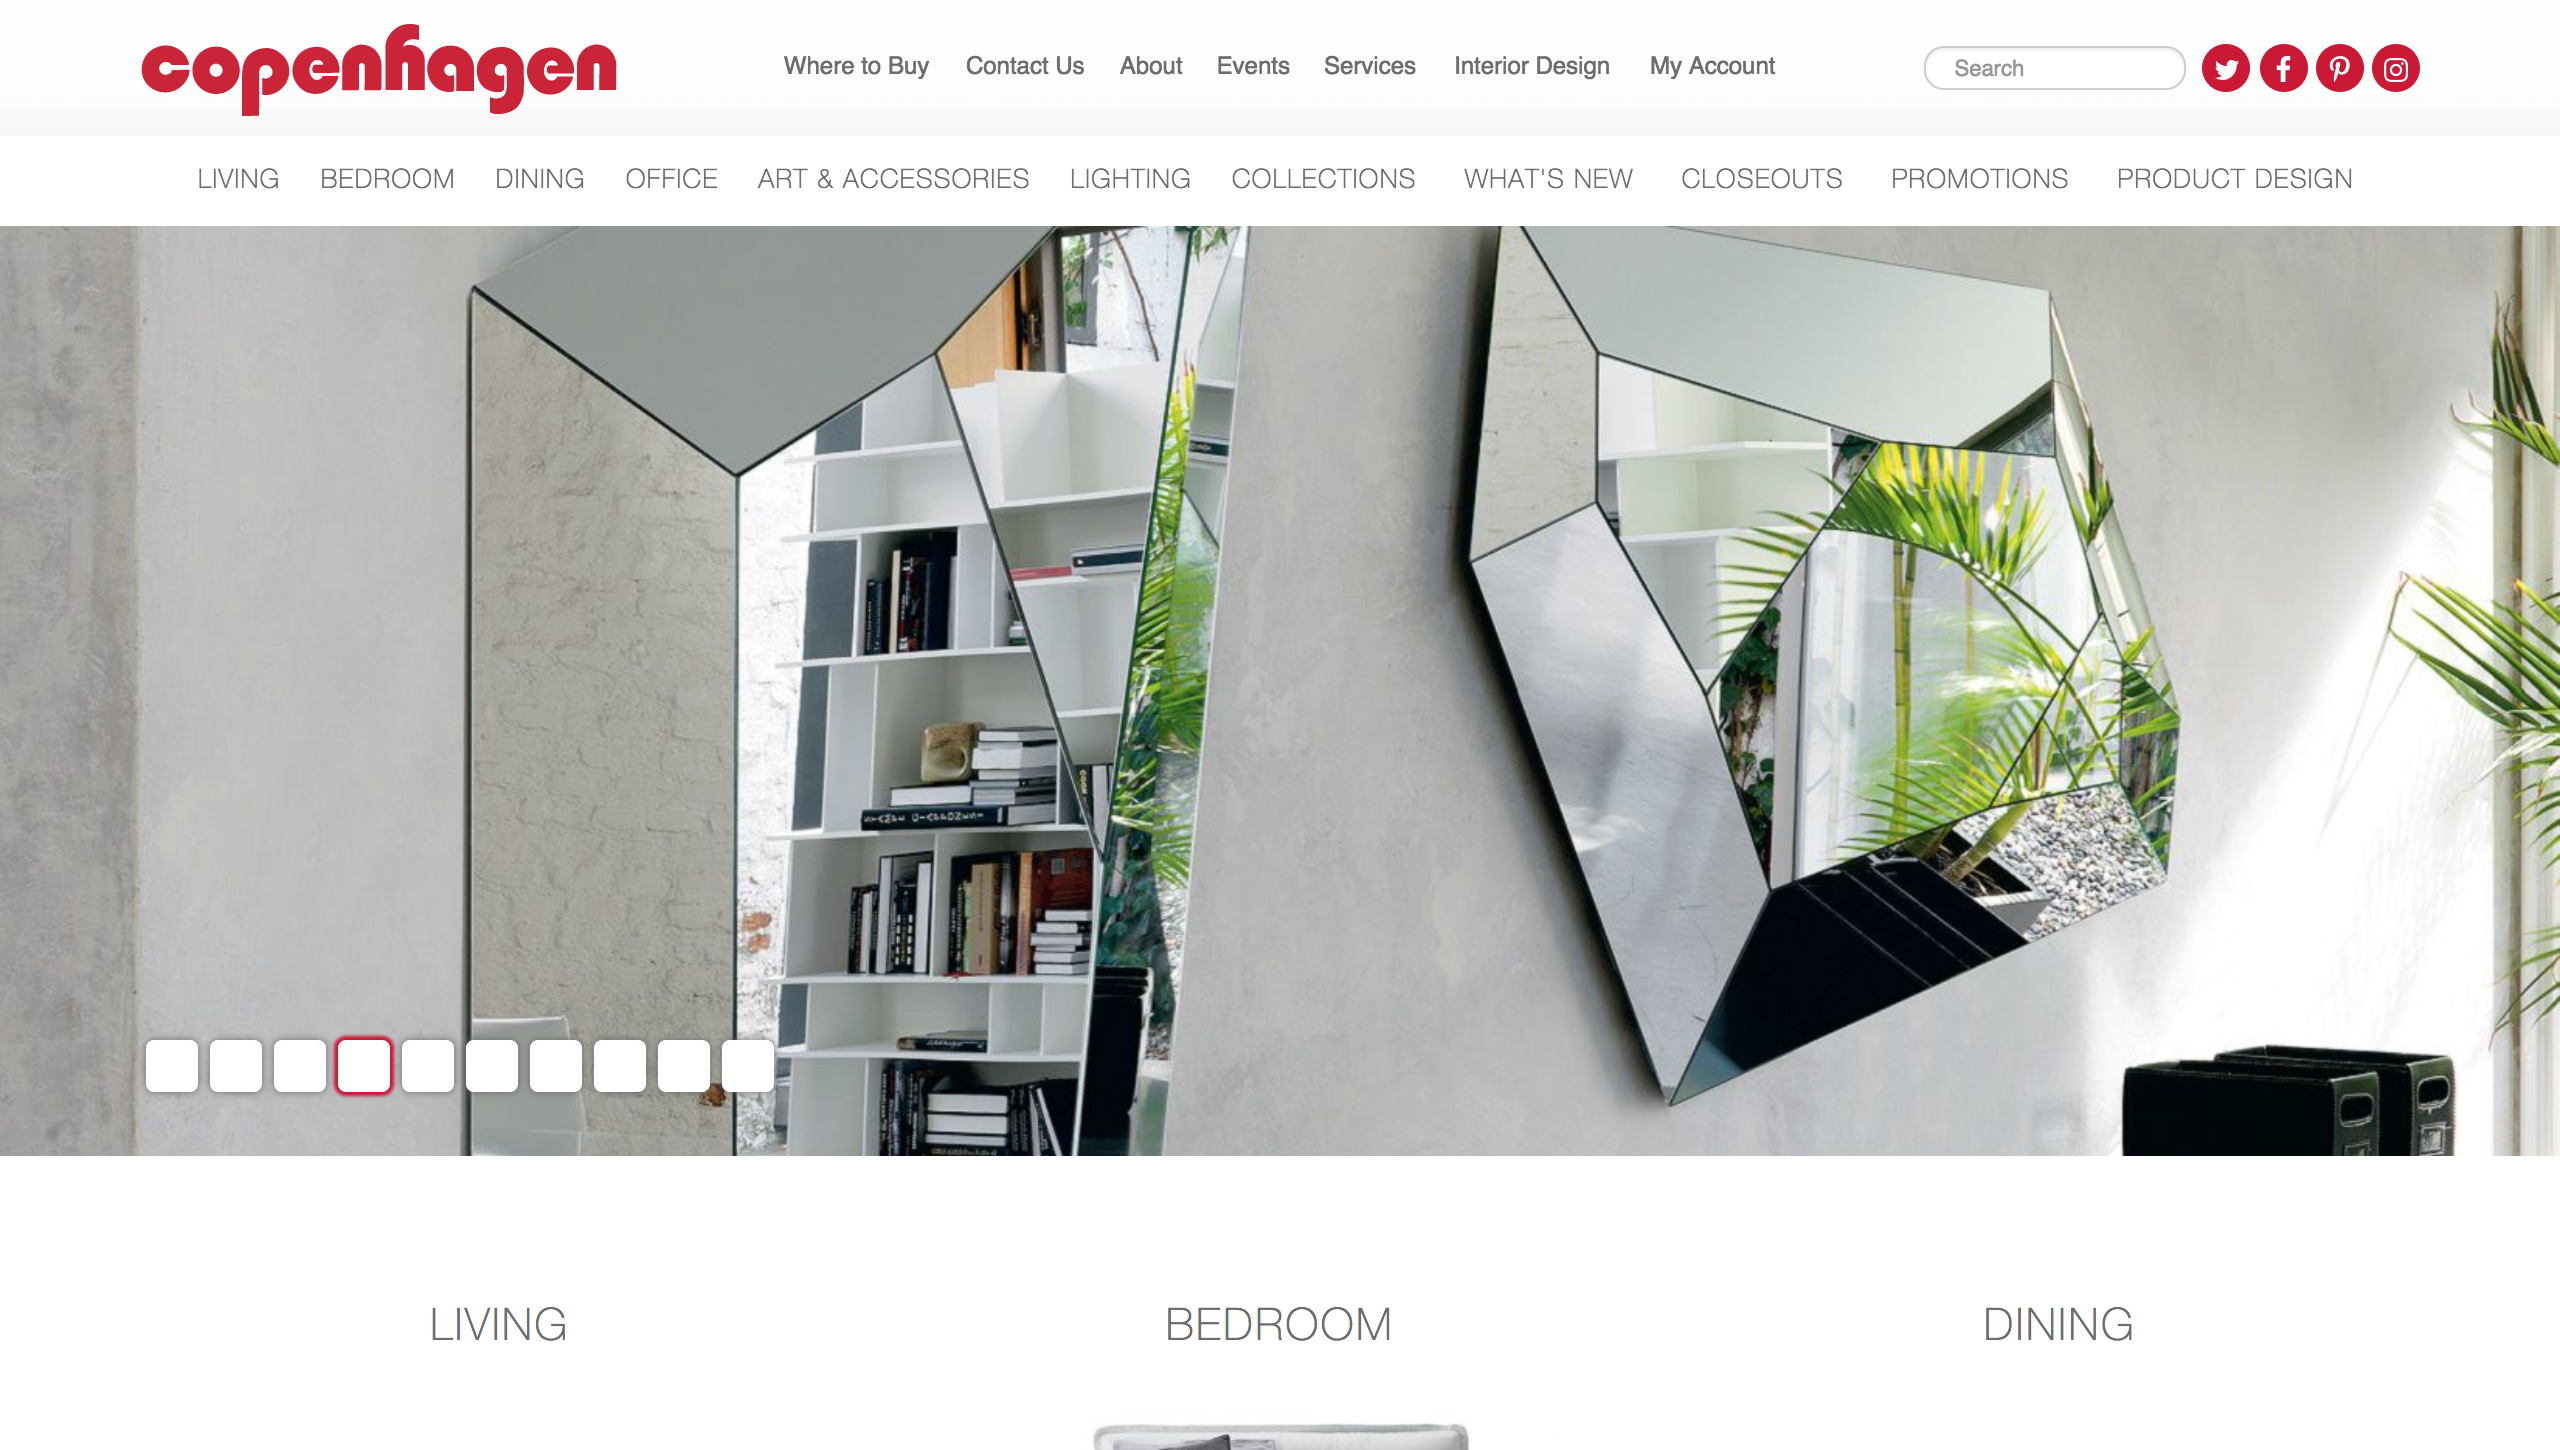 copenhagen
Where to Buy Contact Us About Events Services Interior Design My Account
Search
LIVING BEDROOM DINING OFFICE ART & ACCESSORIES LIGHTING COLLECTIONS WHAT'S NEW CLOSEOUTS PROMOTIONS PRODUCT DESIGN
LIVING BEDROOM DINING